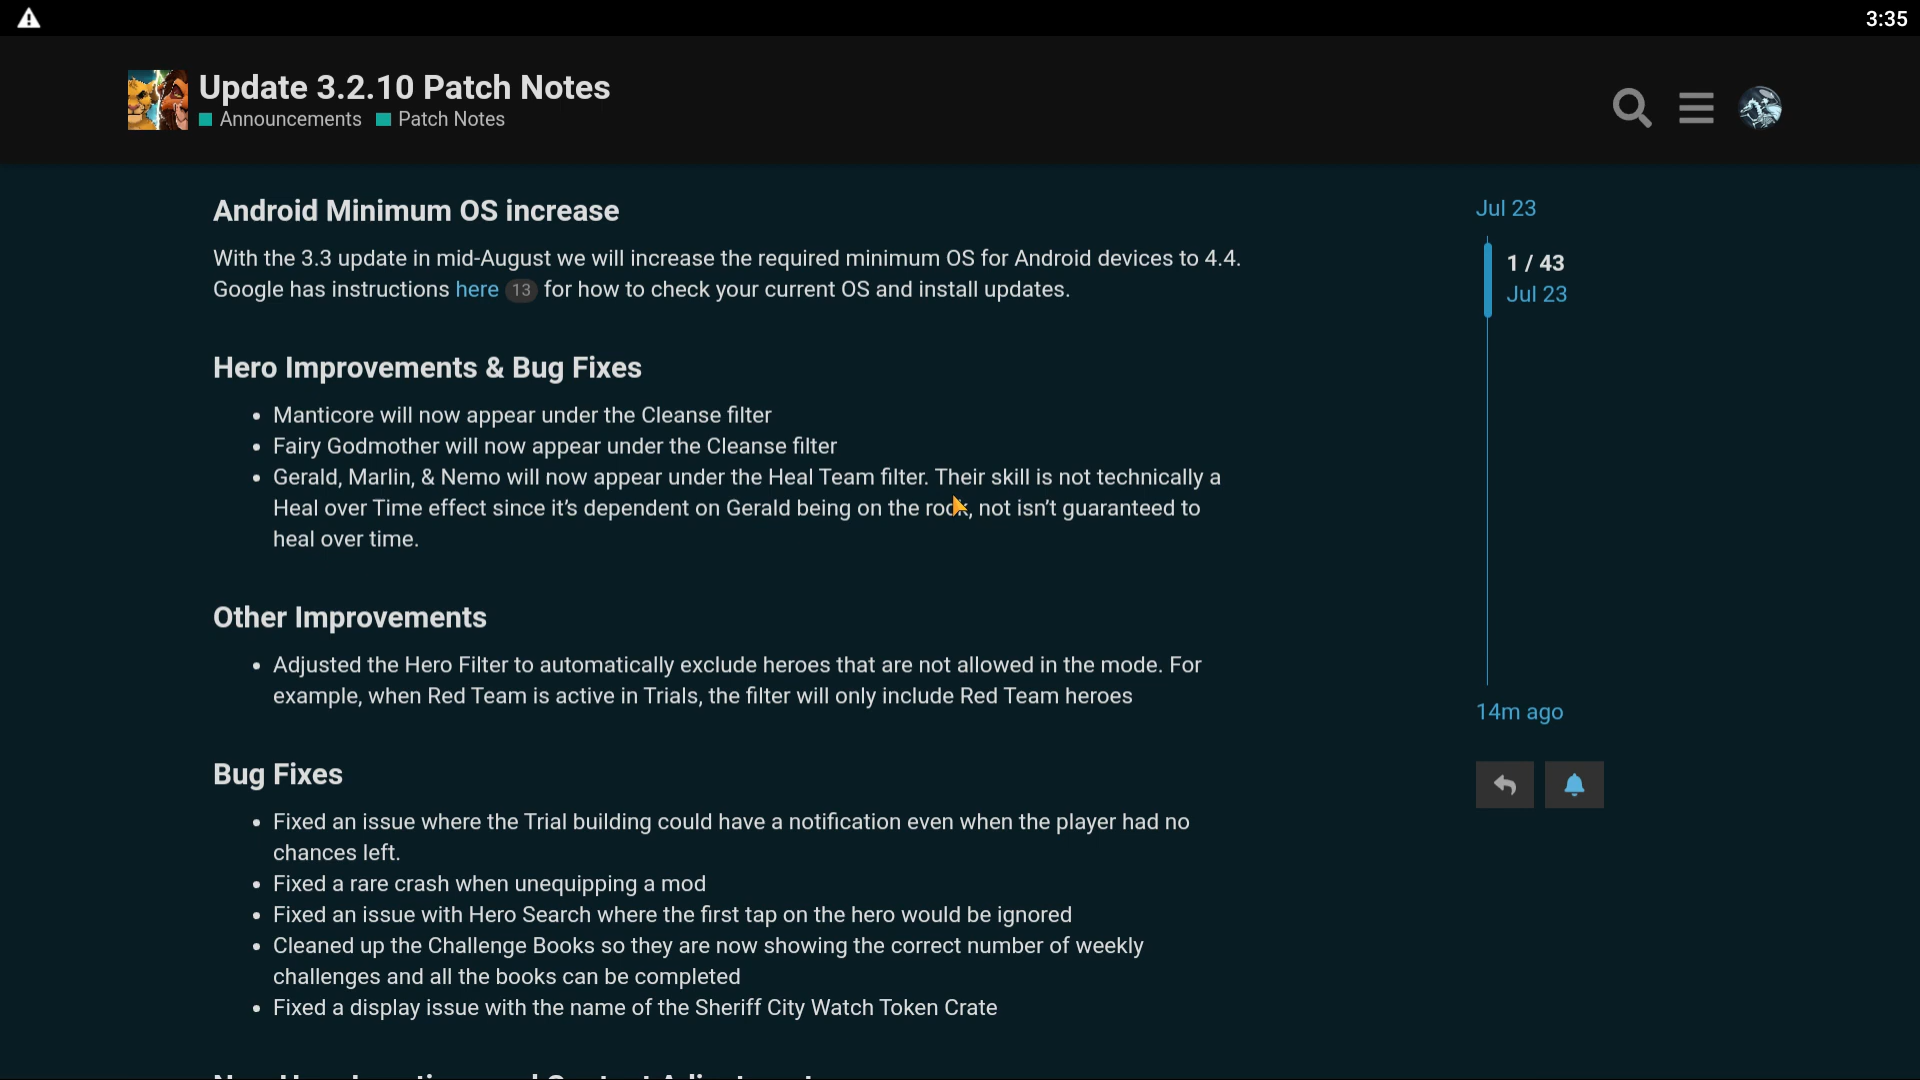 3:35
Update 3.2.10 Patch Notes
Announcements Patch Notes
Android Minimum OS increase
With the 3.3 update in mid-August we will increase the required minimum OS for Android devices to 4.4.
Google has instructions here 13 for how to check your current OS and install updates.
Hero Improvements & Bug Fixes
• Manticore will now appear under the Cleanse filter
• Fairy Godmother will now appear under the Cleanse filter
• Gerald, Marlin, & Nemo will now appear under the Heal Team filter. Their skill is not technically a
Heal over Time effect since it’s dependent on Gerald being on the rock, not isn’t guaranteed to
heal over time.
Other Improvements
• Adjusted the Hero Filter to automatically exclude heroes that are not allowed in the mode. For
example, when Red Team is active in Trials, the filter will only include Red Team heroes
Bug Fixes
• Fixed an issue where the Trial building could have a notification even when the player had no
chances left.
• Fixed a rare crash when unequipping a mod
• Fixed an issue with Hero Search where the first tap on the hero would be ignored
• Cleaned up the Challenge Books so they are now showing the correct number of weekly
challenges and all the books can be completed
• Fixed a display issue with the name of the Sheriff City Watch Token Crate
Jul 23
1 / 43
Jul 23
14m ago